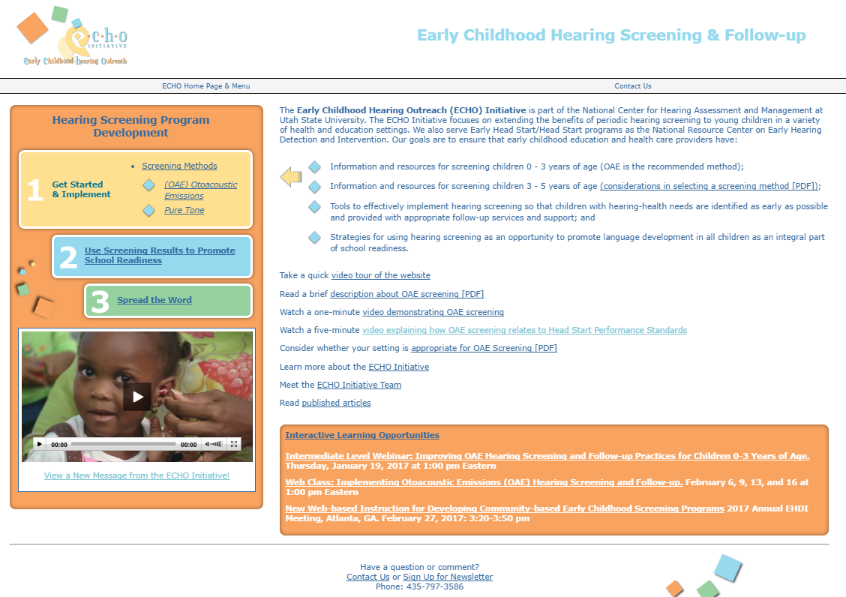 e·c·h·o
INITIATIVE
Early Childhood Hearing Outreach
Early Childhood Hearing Screening & Follow-up
ECHO Home Page & Menu
Contact Us
Hearing Screening Program
Development
1
Get Started
& Implement
Screening Methods
(OAE) Otoacoustic
Emissions
Pure Tone
2
Use Screening Results to Promote
School Readiness
3
Spread the Word
00:00
00:00
View a New Message from the ECHO Initiative!
The Early Childhood Hearing Outreach (ECHO) Initiative is part of the National Center for Hearing Assessment and Management at
Utah State University. The ECHO Initiative focuses on extending the benefits of periodic hearing screening to young children in a variety
of health and education settings. We also serve Early Head Start/Head Start programs as the National Resource Center on Early Hearing
Detection and Intervention. Our goals are to ensure that early childhood education and health care providers have:
Information and resources for screening children 0 - 3 years of age (OAE is the recommended method);
Information and resources for screening children 3 - 5 years of age (considerations in selecting a screening method [PDF]);
Tools to effectively implement hearing screening so that children with hearing-health needs are identified as early as possible
and provided with appropriate follow-up services and support; and
Strategies for using hearing screening as an opportunity to promote language development in all children as an integral part
of school readiness.
Take a quick video tour of the website
Read a brief description about OAE screening [PDF]
Watch a one-minute video demonstrating OAE screening
Watch a five-minute video explaining how OAE screening relates to Head Start Performance Standards
Consider whether your setting is appropriate for OAE Screening [PDF]
Learn more about the ECHO Initiative
Meet the ECHO Initiative Team
Read published articles
Interactive Learning Opportunities
Intermediate Level Webinar: Improving OAE Hearing Screening and Follow-up Practices for Children 0-3 Years of Age.
Thursday, January 19, 2017 at 1:00 pm Eastern
Web Class: Implementing Otoacoustic Emissions (OAE) Hearing Screening and Follow-up. February 6, 9, 13, and 16 at
1:00 pm Eastern
New Web-based Instruction for Developing Community-based Early Childhood Screening Programs 2017 Annual EHDI
Meeting, Atlanta, GA. February 27, 2017: 3:20-3:50 pm
Have a question or comment?
Contact Us or Sign Up for Newsletter
Phone: 435-797-3586